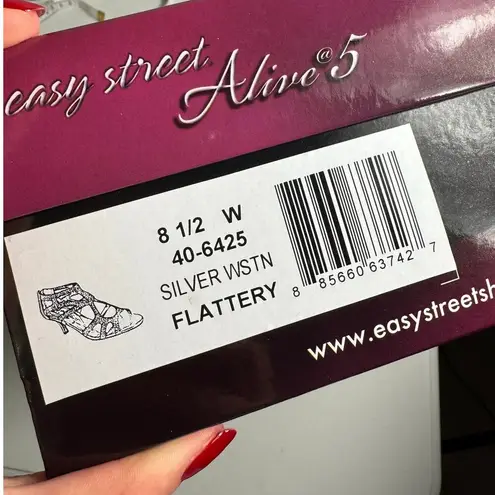 easy street
Alive@5
8 1/2 W
40-6425
SILVER WSTN
FLATTERY
8 85660 63742 7
www.easystreetsh